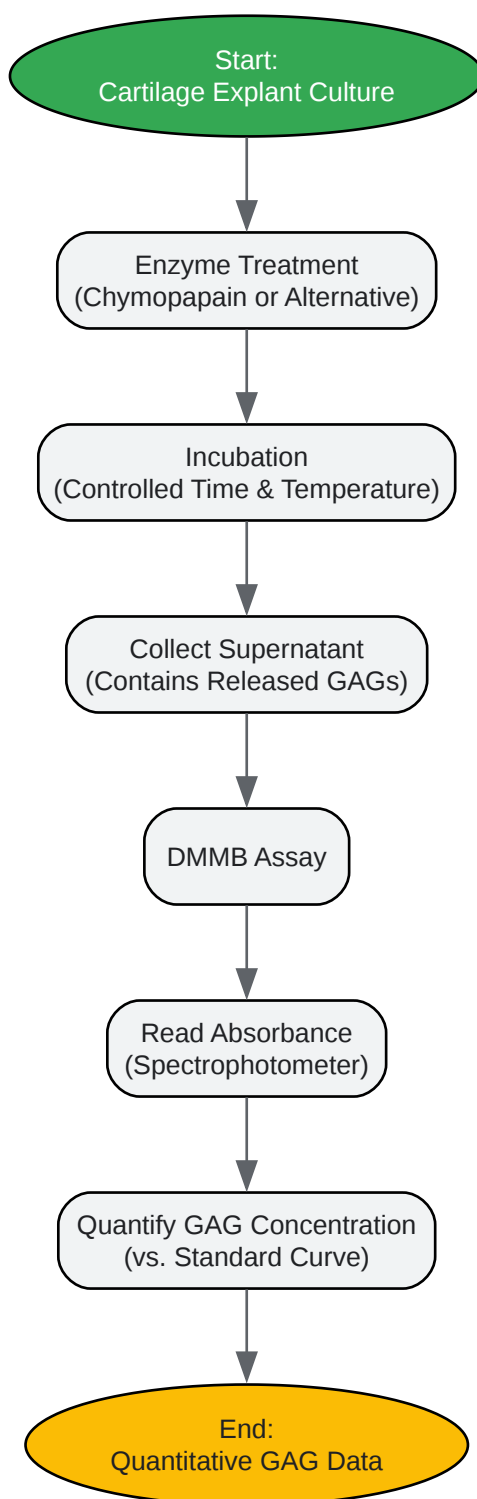 Start:
Cartilage Explant Culture
Enzyme Treatment
(Chymopapain or Alternative)
Incubation
(Controlled Time & Temperature)
Collect Supernatant
(Contains Released GAGs)
DMMB Assay
Read Absorbance
(Spectrophotometer)
Quantify GAG Concentration
(vs. Standard Curve)
End:
Quantitative GAG Data